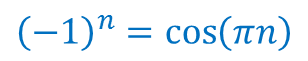 (−1)ⁿ = cos(πn)